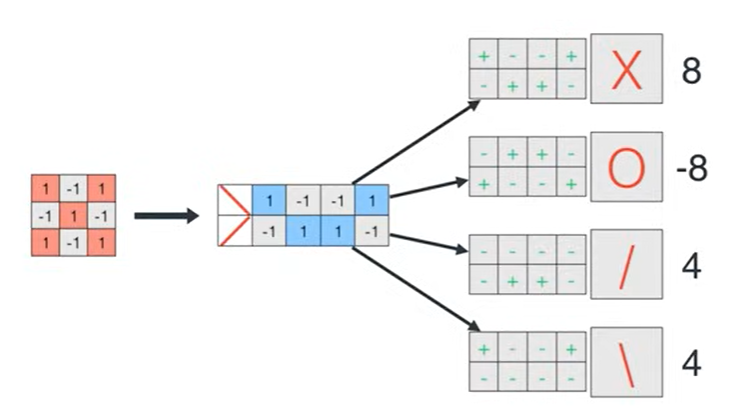 1 -1 1
-1 1 -1
1 -1 1
\ 1 -1 -1 1
/ -1 1 1 -1
+ - - +
- + + -
X 8
- + + -
+ - - +
O -8
- - - -
- + + -
/ 4
+ - - +
- - - -
\ 4